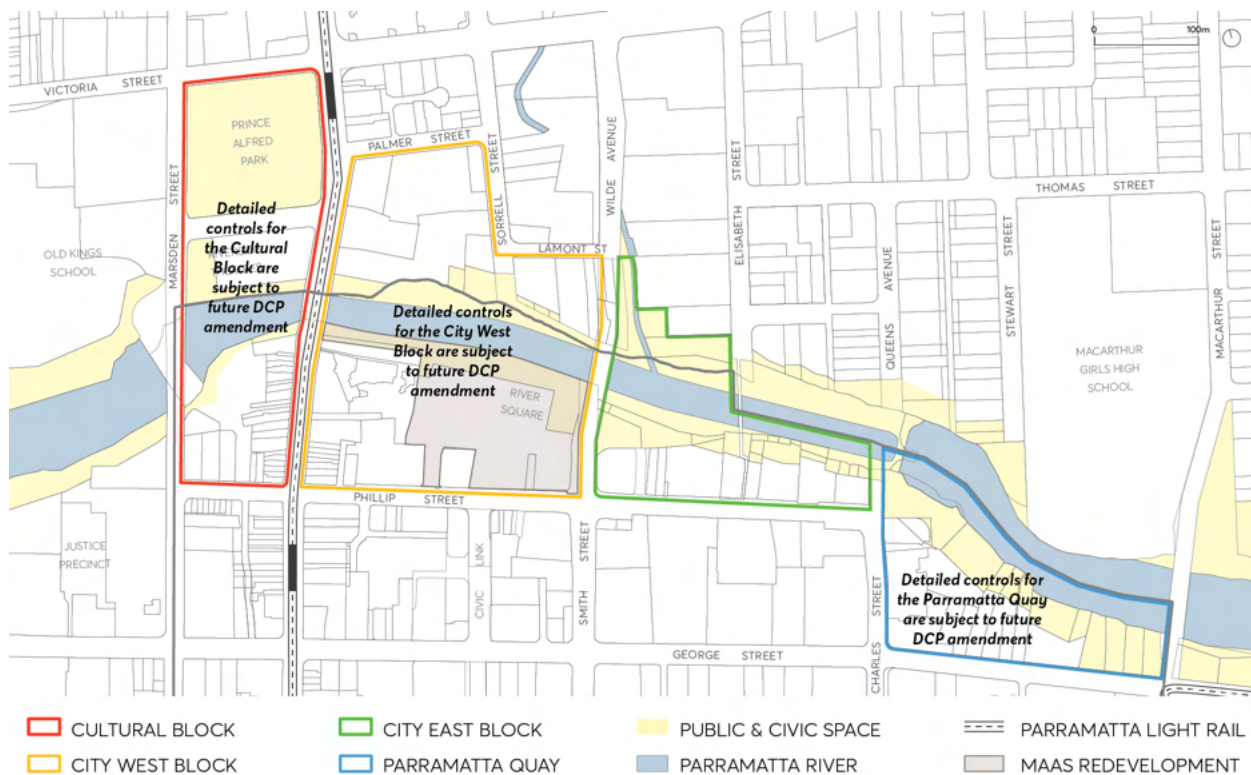 0
100m
VICTORIA STREET
PRINCE
ALFRED
PARK
PALMER STREET
SORRELL STREET
WILDE AVENUE
ELISABETH STREET
THOMAS STREET
MARSDEN STREET
OLD KINGS
SCHOOL
Detailed
controls for
the Cultural
Block are
subject to
future DCP
amendment
LAMONT ST
QUEENS AVENUE
STEWART STREET
MACARTHUR STREET
MACARTHUR
GIRLS HIGH
SCHOOL
Detailed controls
for the City West
Block are subject
to future DCP
amendment
RIVER
SQUARE
PHILLIP STREET
JUSTICE
PRECINCT
CIVIC LINK
SMITH STREET
CHARLES STREET
Detailed controls for
the Parramatta Quay
are subject to future
DCP amendment
GEORGE STREET
CULTURAL BLOCK
CITY EAST BLOCK
PUBLIC & CIVIC SPACE
PARRAMATTA LIGHT RAIL
CITY WEST BLOCK
PARRAMATTA QUAY
PARRAMATTA RIVER
MAAS REDEVELOPMENT